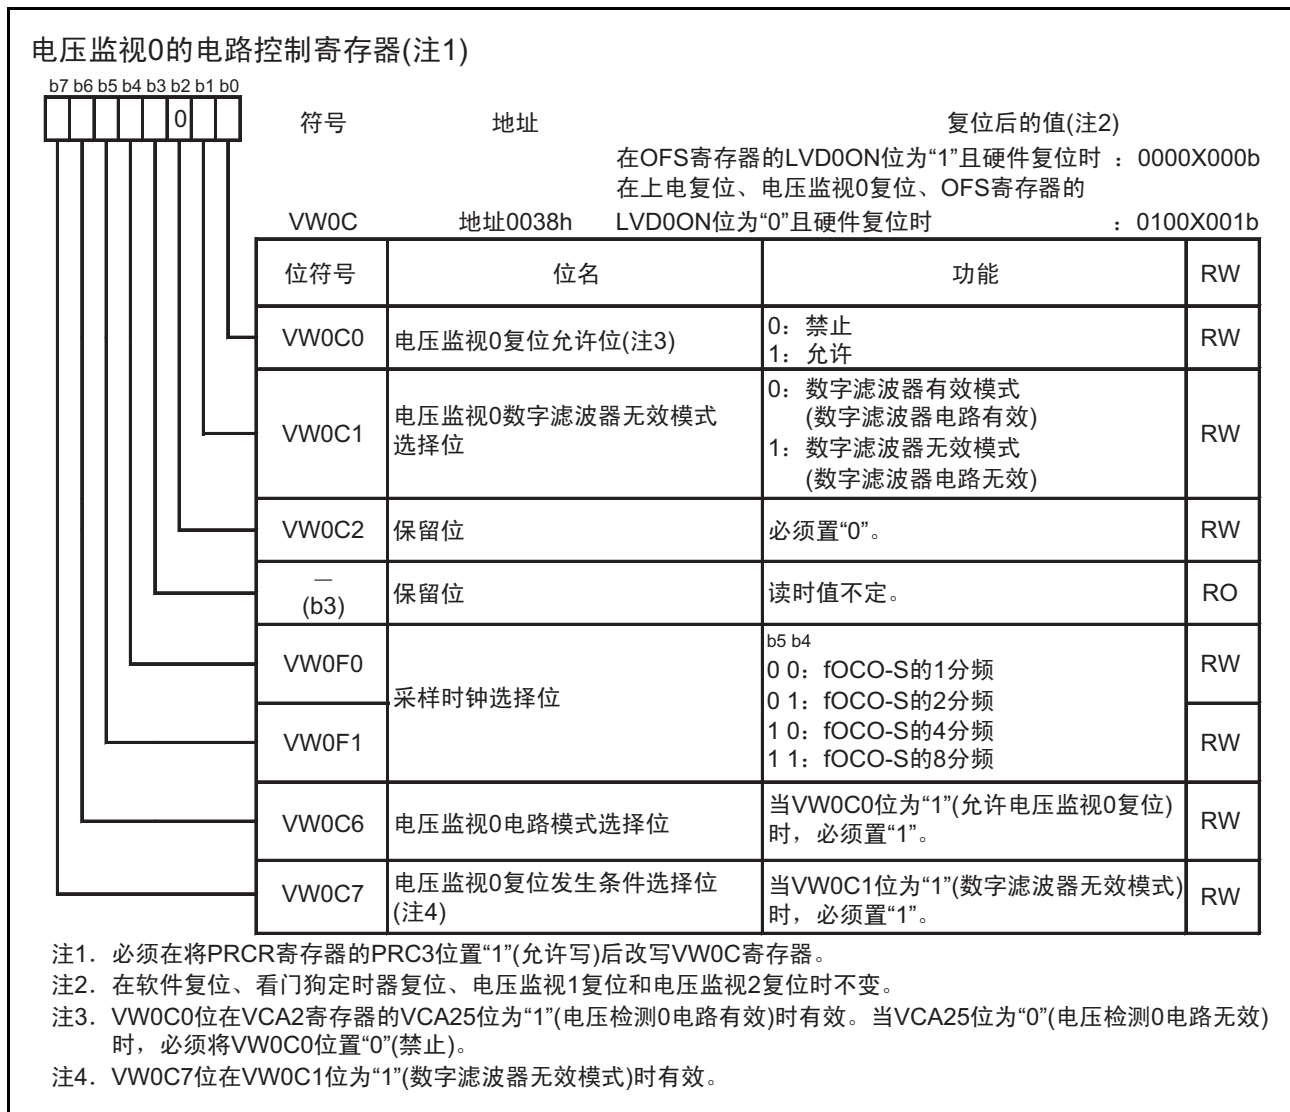 电压监视0的电路控制寄存器(注1)
b7 b6 b5 b4 b3 b2 b1 b0
0
符号 地址 复位后的值(注2)
在OFS寄存器的LVD0ON位为“1”且硬件复位时 ：0000X000b
在上电复位、电压监视0复位、OFS寄存器的
VW0C 地址0038h LVD0ON位为“0”且硬件复位时 ：0100X001b
位符号 位名 功能 RW
VW0C0 电压监视0复位允许位(注3) 0：禁止
1：允许 RW
VW0C1 电压监视0数字滤波器无效模式
选择位 0：数字滤波器有效模式
(数字滤波器电路有效)
1：数字滤波器无效模式
(数字滤波器电路无效) RW
VW0C2 保留位 必须置“0”。 RW
—
(b3) 保留位 读时值不定。 RO
VW0F0 采样时钟选择位 b5 b4
0 0：fOCO-S的1分频 RW
0 1：fOCO-S的2分频
VW0F1 1 0：fOCO-S的4分频 RW
1 1：fOCO-S的8分频
VW0C6 电压监视0电路模式选择位 当VW0C0位为“1”(允许电压监视0复位)
时，必须置“1”。 RW
VW0C7 电压监视0复位发生条件选择位
(注4) 当VW0C1位为“1”(数字滤波器无效模式)
时，必须置“1”。 RW
注1. 必须在将PRCR寄存器的PRC3位置“1”(允许写)后改写VW0C寄存器。
注2. 在软件复位、看门狗定时器复位、电压监视1复位和电压监视2复位时不变。
注3. VW0C0位在VCA2寄存器的VCA25位为“1”(电压检测0电路有效)时有效。当VCA25位为“0”(电压检测0电路无效)
时，必须将VW0C0位置“0”(禁止)。
注4. VW0C7位在VW0C1位为“1”(数字滤波器无效模式)时有效。